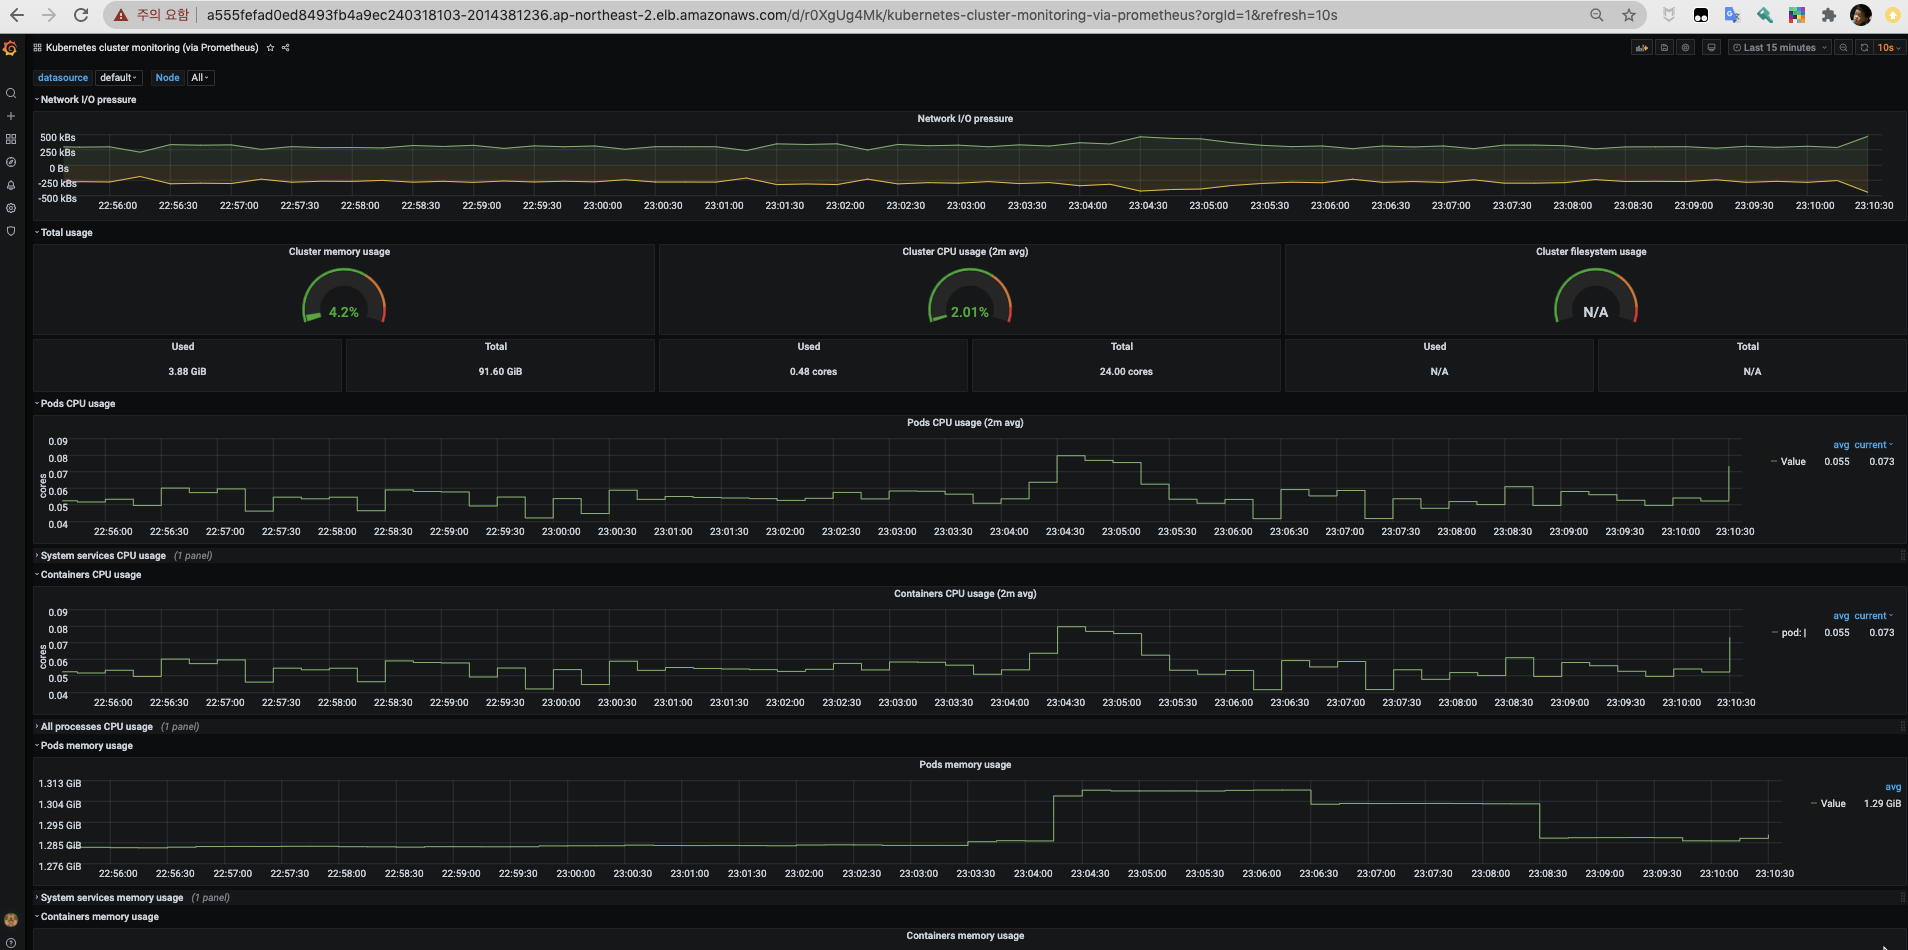 주의 요함 a555fefad0ed8493fb4a9ec240318103-2014381236.ap-northeast-2.elb.amazonaws.com/d/r0XgUg4Mk/kubernetes-cluster-monitoring-via-prometheus?orgId=1&refresh=10s
Kubernetes cluster monitoring (via Prometheus) Last 15 minutes 10s
datasource default Node All
Network I/O pressure
Network I/O pressure
500 kBs
250 kBs
0 Bs
-250 kBs
-500 kBs
22:56:00 22:56:30 22:57:00 22:57:30 22:58:00 22:58:30 22:59:00 22:59:30 23:00:00 23:00:30 23:01:00 23:01:30 23:02:00 23:02:30 23:03:00 23:03:30 23:04:00 23:04:30 23:05:00 23:05:30 23:06:00 23:06:30 23:07:00 23:07:30 23:08:00 23:08:30 23:09:00 23:09:30 23:10:00 23:10:30
Total usage
Cluster memory usage Cluster CPU usage (2m avg) Cluster filesystem usage
4.2% 2.01% N/A
Used Total Used Total Used Total
3.88 GiB 91.60 GiB 0.48 cores 24.00 cores N/A N/A
Pods CPU usage
Pods CPU usage (2m avg)
cores
0.09
0.08
0.07
0.06
0.05
0.04
avg current
Value 0.055 0.073
22:56:00 22:56:30 22:57:00 22:57:30 22:58:00 22:58:30 22:59:00 22:59:30 23:00:00 23:00:30 23:01:00 23:01:30 23:02:00 23:02:30 23:03:00 23:03:30 23:04:00 23:04:30 23:05:00 23:05:30 23:06:00 23:06:30 23:07:00 23:07:30 23:08:00 23:08:30 23:09:00 23:09:30 23:10:00 23:10:30
System services CPU usage (1 panel)
Containers CPU usage
Containers CPU usage (2m avg)
cores
0.09
0.08
0.07
0.06
0.05
0.04
avg current
pod: | 0.055 0.073
22:56:00 22:56:30 22:57:00 22:57:30 22:58:00 22:58:30 22:59:00 22:59:30 23:00:00 23:00:30 23:01:00 23:01:30 23:02:00 23:02:30 23:03:00 23:03:30 23:04:00 23:04:30 23:05:00 23:05:30 23:06:00 23:06:30 23:07:00 23:07:30 23:08:00 23:08:30 23:09:00 23:09:30 23:10:00 23:10:30
All processes CPU usage (1 panel)
Pods memory usage
Pods memory usage
1.313 GiB
1.304 GiB
1.295 GiB
1.285 GiB
1.276 GiB
avg
Value 1.29 GiB
22:56:00 22:56:30 22:57:00 22:57:30 22:58:00 22:58:30 22:59:00 22:59:30 23:00:00 23:00:30 23:01:00 23:01:30 23:02:00 23:02:30 23:03:00 23:03:30 23:04:00 23:04:30 23:05:00 23:05:30 23:06:00 23:06:30 23:07:00 23:07:30 23:08:00 23:08:30 23:09:00 23:09:30 23:10:00 23:10:30
System services memory usage (1 panel)
Containers memory usage
Containers memory usage